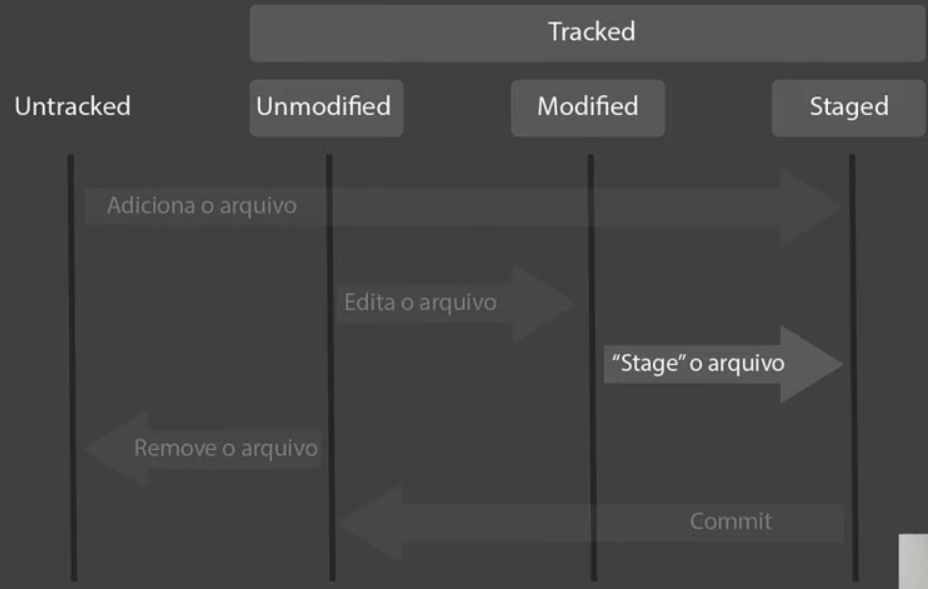 Tracked
Untracked
Unmodified
Modified
Staged
Adiciona o arquivo
Edita o arquivo
“Stage” o arquivo
Remove o arquivo
Commit